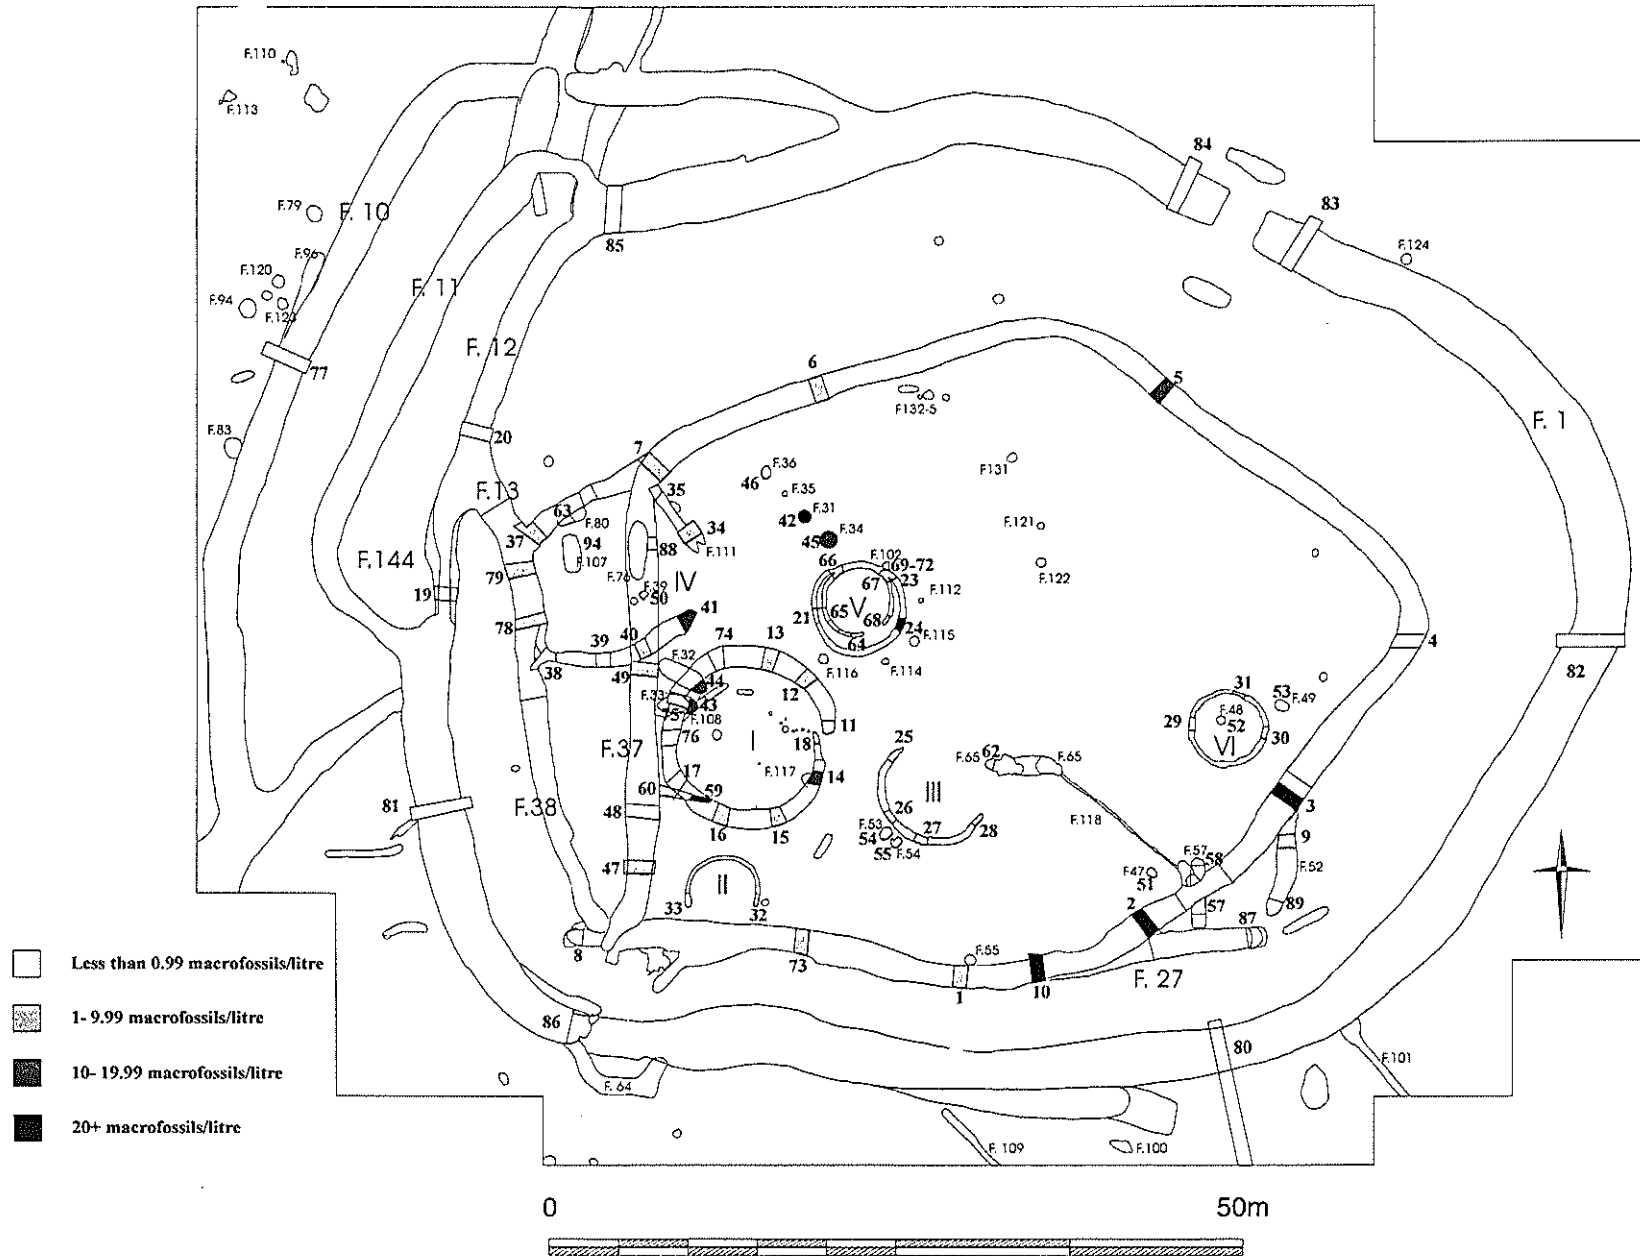 F.110
F.113
84
83
F.79
F. 10
F.124
85
F.96
F.120
F. 11
F.94
F.123
F. 12
6
5
77
F132-5
F. 1
F.83
20
7
F.36
F131
46
35
F.35
F.13
63
F.31
F.80
42
34
F.34
F.121
37
94
88
F.111
45
F.102
F.144
F.107
66
69-72
F.122
79
F.76
67
23
19
F.39
IV
50
V
F.112
41
21
65
68
78
74
13
24
40
64
F.115
39
4
F.32
38
49
F.116
F.114
82
44
12
31
53
F.49
F.33
43
F.48
75
F.108
11
29
52
I
25
30
F.37
76
18
VI
F.65
62
F.65
17
F.117
14
III
60
59
81
F.38
3
48
26
F.118
16
15
F.53
27
28
9
54
55
F.54
F.57
58
47
F.47
F.52
II
51
2
33
32
57
87
89
8
F.55
73
1
10
F. 27
Less than 0.99 macrofossils/litre
86
80
1- 9.99 macrofossils/litre
F.101
10- 19.99 macrofossils/litre
F. 64
20+ macrofossils/litre
F. 109
F.100
0
50m